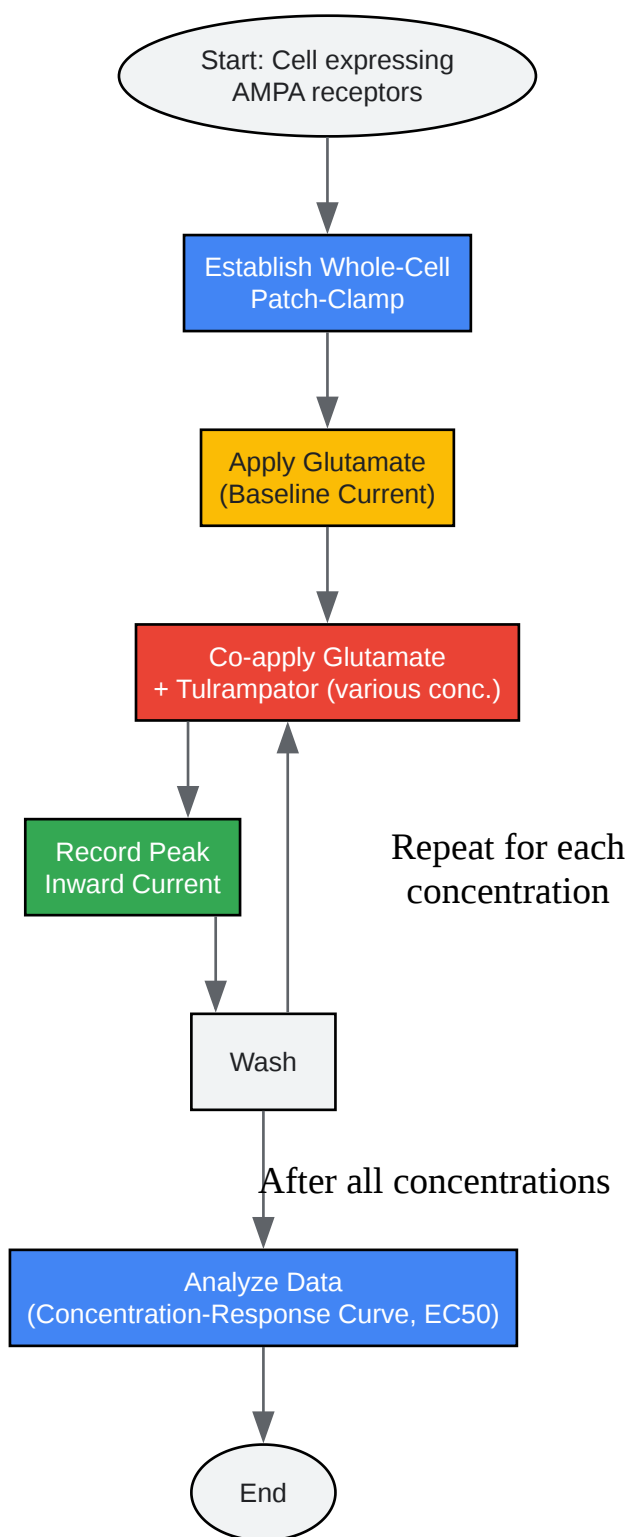 Start: Cell expressing
AMPA receptors
Establish Whole-Cell
Patch-Clamp
Apply Glutamate
(Baseline Current)
Co-apply Glutamate
+ Tulrampator (various conc.)
Record Peak
Inward Current
Repeat for each
concentration
Wash
After all concentrations
Analyze Data
(Concentration-Response Curve, EC50)
End